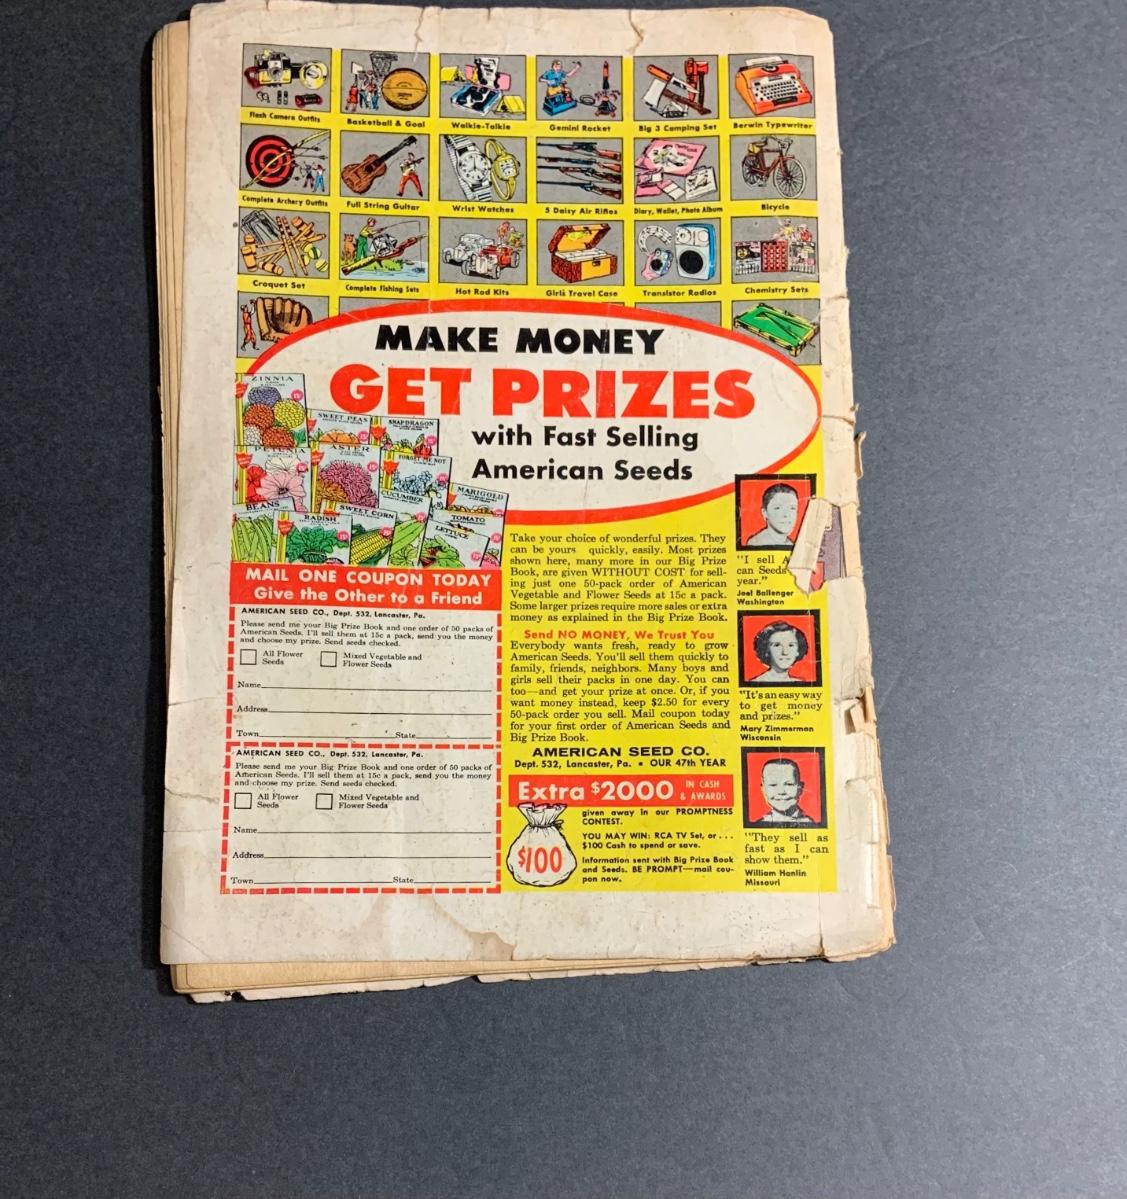 Flash Camera Outfits
Basketball & Goal
Walkie-Talkie
Gemini Rocket
Big 3 Camping Set
Berwin Typewriter
Complete Archery Outfits
Full String Guitar
Wrist Watches
5 Daisy Air Rifles
Diary, Wallet, Photo Album
Bicycle
Croquet Set
Complete Fishing Sets
Hot Rod Kits
Girls Travel Case
Transistor Radios
Chemistry Sets
MAKE MONEY
GET PRIZES
with Fast Selling
American Seeds
ZINNIA
SWEET PEAS
SNAPDRAGON
PETUNIA
ASTER
FORGET ME NOT
CUCUMBER
MARIGOLD
BEANS
RADISH
SWEET CORN
TOMATO
LETTUCE
MAIL ONE COUPON TODAY
Give the Other to a Friend
AMERICAN SEED CO., Dept. 532, Lancaster, Pa.
Please send me your Big Prize Book and one order of 50 packs of
American Seeds. I'll sell them at 15c a pack, send you the money
and choose my prize. Send seeds checked.
All Flower
Seeds
Mixed Vegetable and
Flower Seeds
Name
Address
Town State
AMERICAN SEED CO., Dept. 532, Lancaster, Pa.
Please send me your Big Prize Book and one order of 50 packs of
American Seeds. I'll sell them at 15c a pack, send you the money
and choose my prize. Send seeds checked.
All Flower
Seeds
Mixed Vegetable and
Flower Seeds
Name
Address
Town State
Take your choice of wonderful prizes. They
can be yours quickly, easily. Most prizes
shown here, many more in our Big Prize
Book, are given WITHOUT COST for sell-
ing just one 50-pack order of American
Vegetable and Flower Seeds at 15c a pack.
Some larger prizes require more sales or extra
money as explained in the Big Prize Book.
Send NO MONEY, We Trust You
Everybody wants fresh, ready to grow
American Seeds. You'll sell them quickly to
family, friends, neighbors. Many boys and
girls sell their packs in one day. You can
too—and get your prize at once. Or, if you
want money instead, keep $2.50 for every
50-pack order you sell. Mail coupon today
for your first order of American Seeds and
Big Prize Book.
AMERICAN SEED CO.
Dept. 532, Lancaster, Pa. • OUR 47th YEAR
Extra $2000 IN CASH
& AWARDS
given away in our PROMPTNESS
CONTEST.
YOU MAY WIN: RCA TV Set, or . . .
$100 Cash to spend or save.
Information sent with Big Prize Book
and Seeds. BE PROMPT—mail cou-
pon now.
$100
"I sell A
can Seeds
year."
Joel Ballenger
Washington
"It's an easy way
to get money
and prizes."
Mary Zimmerman
Wisconsin
"They sell as
fast as I can
show them."
William Hanlin
Missouri